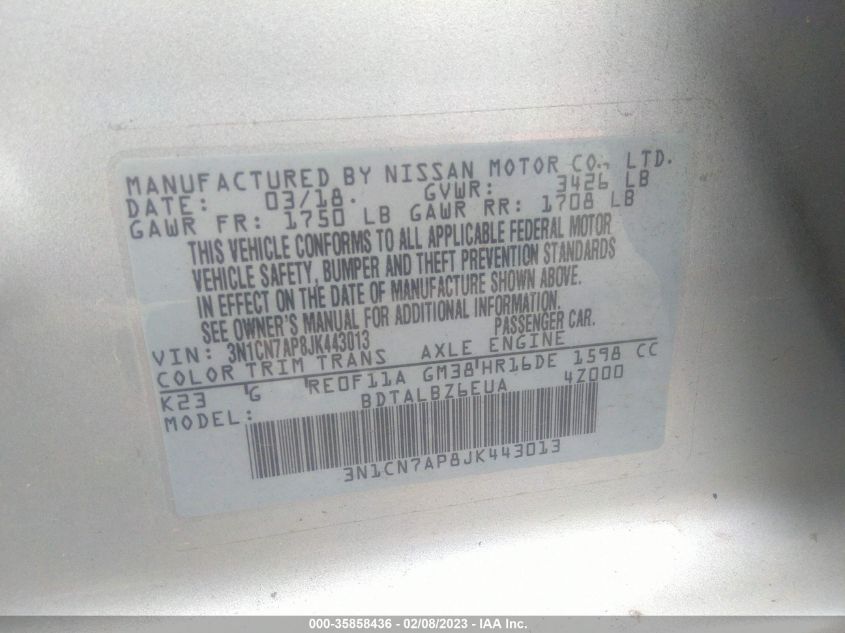 MANUFACTURED BY NISSAN MOTOR CO., LTD.
DATE: 03/18. GVWR: 3426 LB
GAWR FR: 1750 LB GAWR RR: 1708 LB
THIS VEHICLE CONFORMS TO ALL APPLICABLE FEDERAL MOTOR
VEHICLE SAFETY, BUMPER AND THEFT PREVENTION STANDARDS
IN EFFECT ON THE DATE OF MANUFACTURE SHOWN ABOVE.
SEE OWNER'S MANUAL FOR ADDITIONAL INFORMATION.
VIN: 3N1CN7AP8JK443013 PASSENGER CAR.
COLOR TRIM TRANS AXLE ENGINE
K23 G RE0F11A GM38 HR16DE 1598 CC
MODEL: BDTALBZ6EUA 4Z000
3N1CN7AP8JK443013
000-35858436 - 02/08/2023 - IAA Inc.